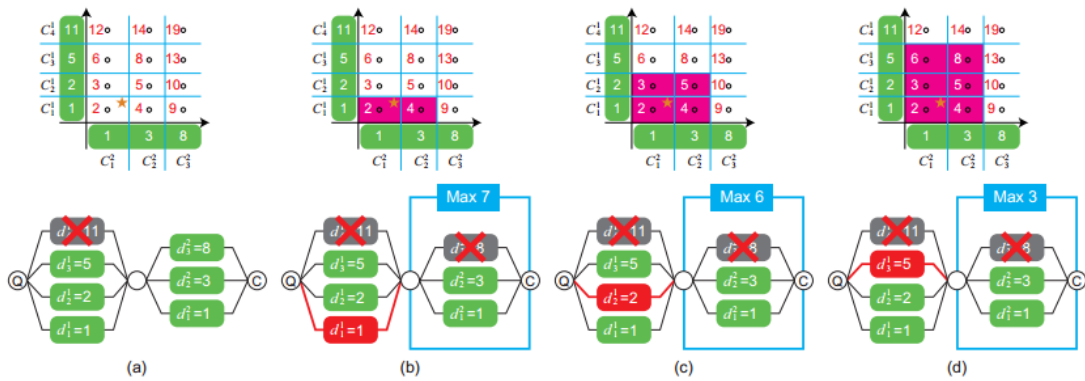 C₄¹ 11 12 14 19
C₃¹ 5 6 8 13
C₂¹ 2 3 5 10
C₁¹ 1 2 4 9
1 3 8
C₁² C₂² C₃²
C₄¹ 11 12 14 19
C₃¹ 5 6 8 13
C₂¹ 2 3 5 10
C₁¹ 1 2 4 9
1 3 8
C₁² C₂² C₃²
C₄¹ 11 12 14 19
C₃¹ 5 6 8 13
C₂¹ 2 3 5 10
C₁¹ 1 2 4 9
1 3 8
C₁² C₂² C₃²
C₄¹ 11 12 14 19
C₃¹ 5 6 8 13
C₂¹ 2 3 5 10
C₁¹ 1 2 4 9
1 3 8
C₁² C₂² C₃²
11
d₃²=8
d₃¹=5
Q
d₂²=3
C
d₂¹=2
d₁²=1
d₁¹=1
(a)
Max 7
11
8
d₃¹=5
Q
d₂²=3
C
d₂¹=2
d₁²=1
d₁¹=1
(b)
Max 6
11
8
d₃¹=5
Q
d₂²=3
C
d₂¹=2
d₁²=1
d₁¹=1
(c)
Max 3
11
8
d₃¹=5
Q
d₂²=3
C
d₂¹=2
d₁²=1
d₁¹=1
(d)